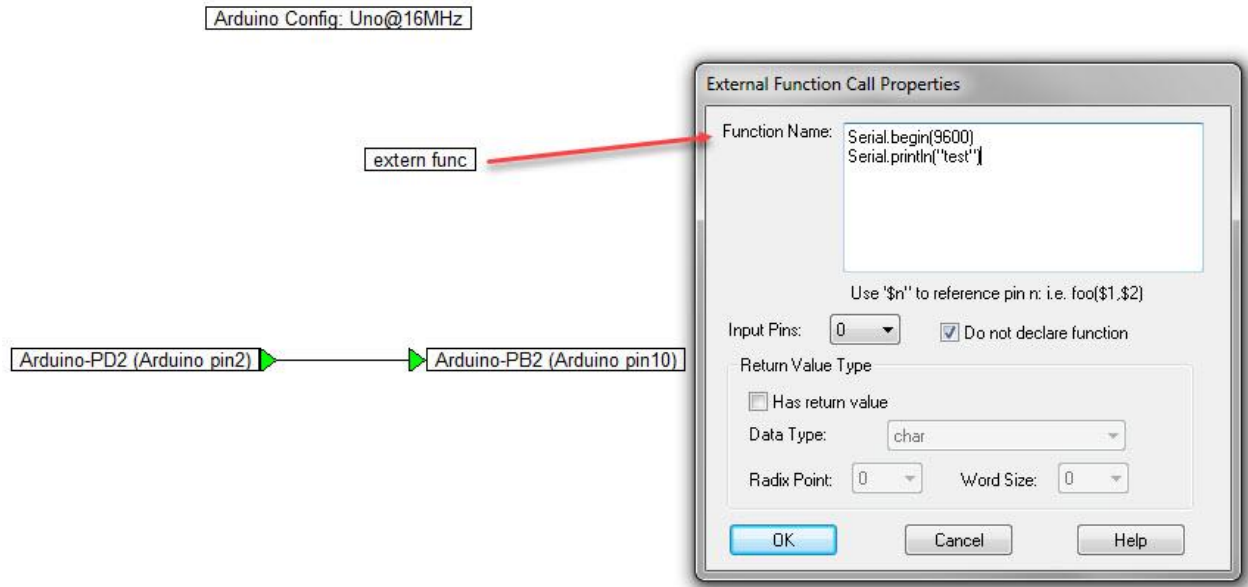 Arduino Config: Uno@16MHz
extern func
Arduino-PD2 (Arduino pin2)
Arduino-PB2 (Arduino pin10)
External Function Call Properties
Function Name:
Serial.begin(9600)
Serial.println("test")
Use '$n" to reference pin n: i.e. foo($1,$2)
Input Pins: 0 Do not declare function
Return Value Type
Has return value
Data Type: char
Radix Point: 0 Word Size: 0
OK Cancel Help